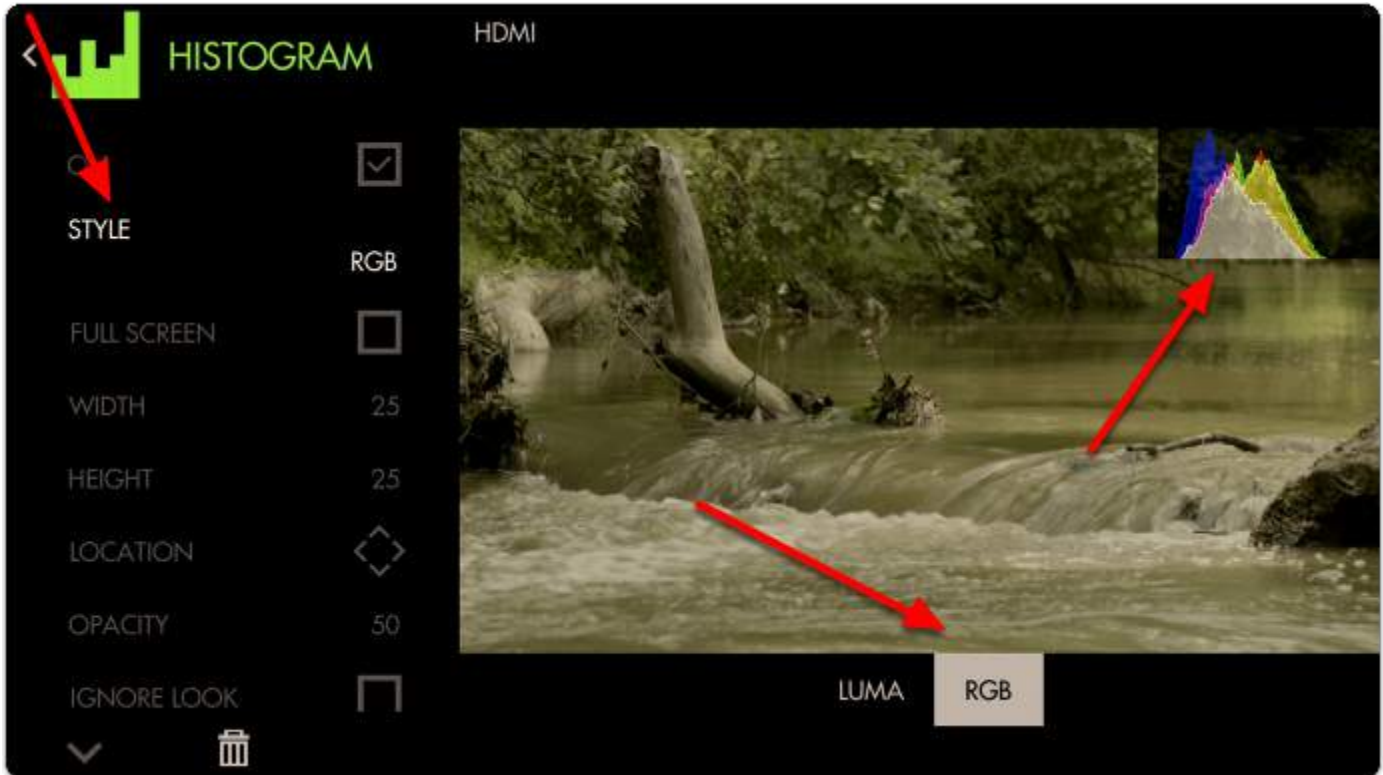 HISTOGRAM
HDMI
STYLE
RGB
FULL SCREEN
WIDTH 25
HEIGHT 25
LOCATION
OPACITY 50
IGNORE LOOK
LUMA RGB